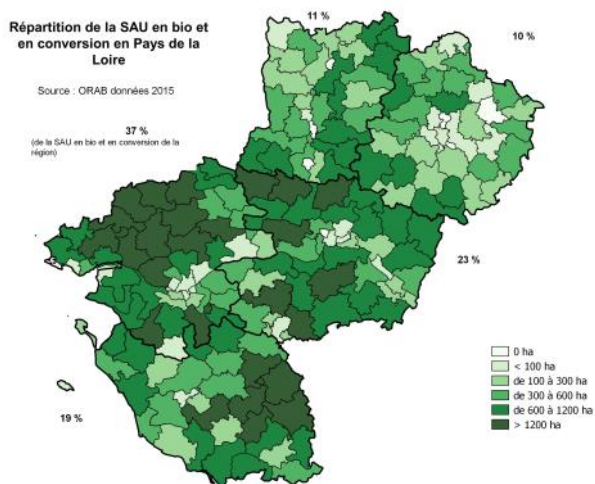 Répartition de la SAU en bio et
en conversion en Pays de la
Loire
Source : ORAB données 2015
37 %
(de la SAU en bio et en conversion de la
région)
11 %
10 %
23 %
19 %
0 ha
< 100 ha
de 100 à 300 ha
de 300 à 600 ha
de 600 à 1200 ha
> 1200 ha